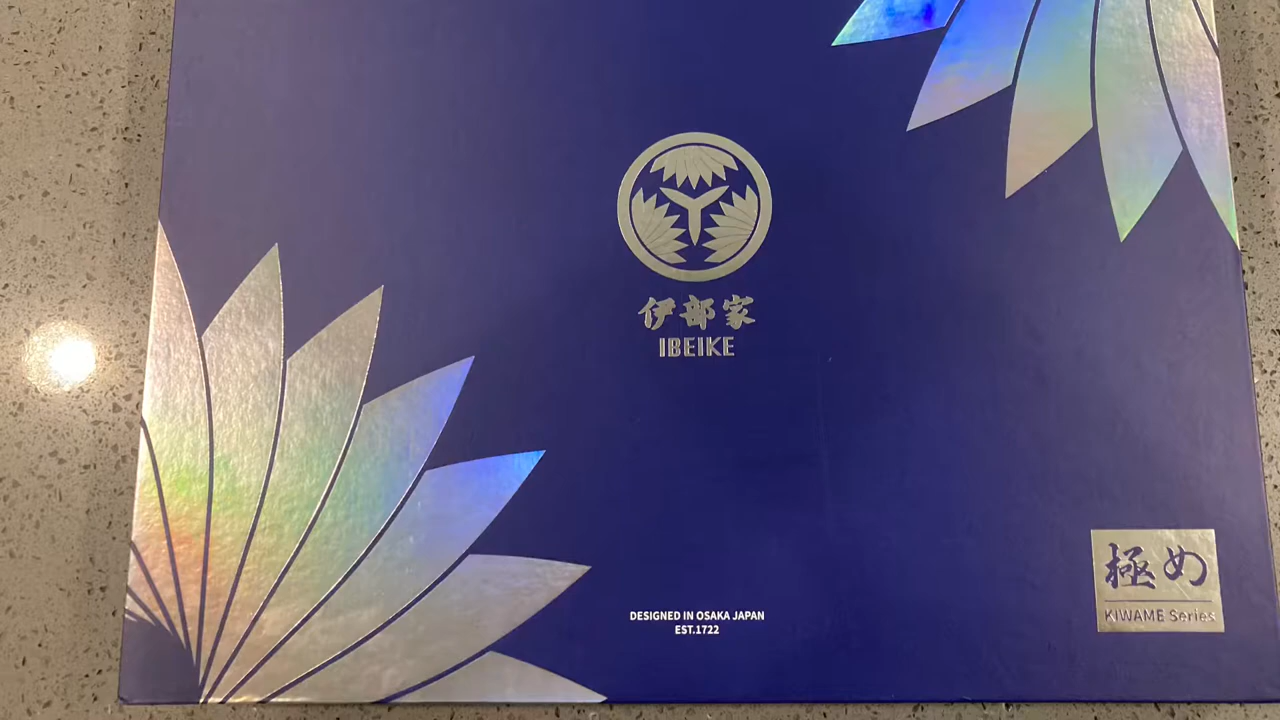 伊部家
IBEIKE
DESIGNED IN OSAKA JAPAN
EST.1722
極め
KIWAME Series